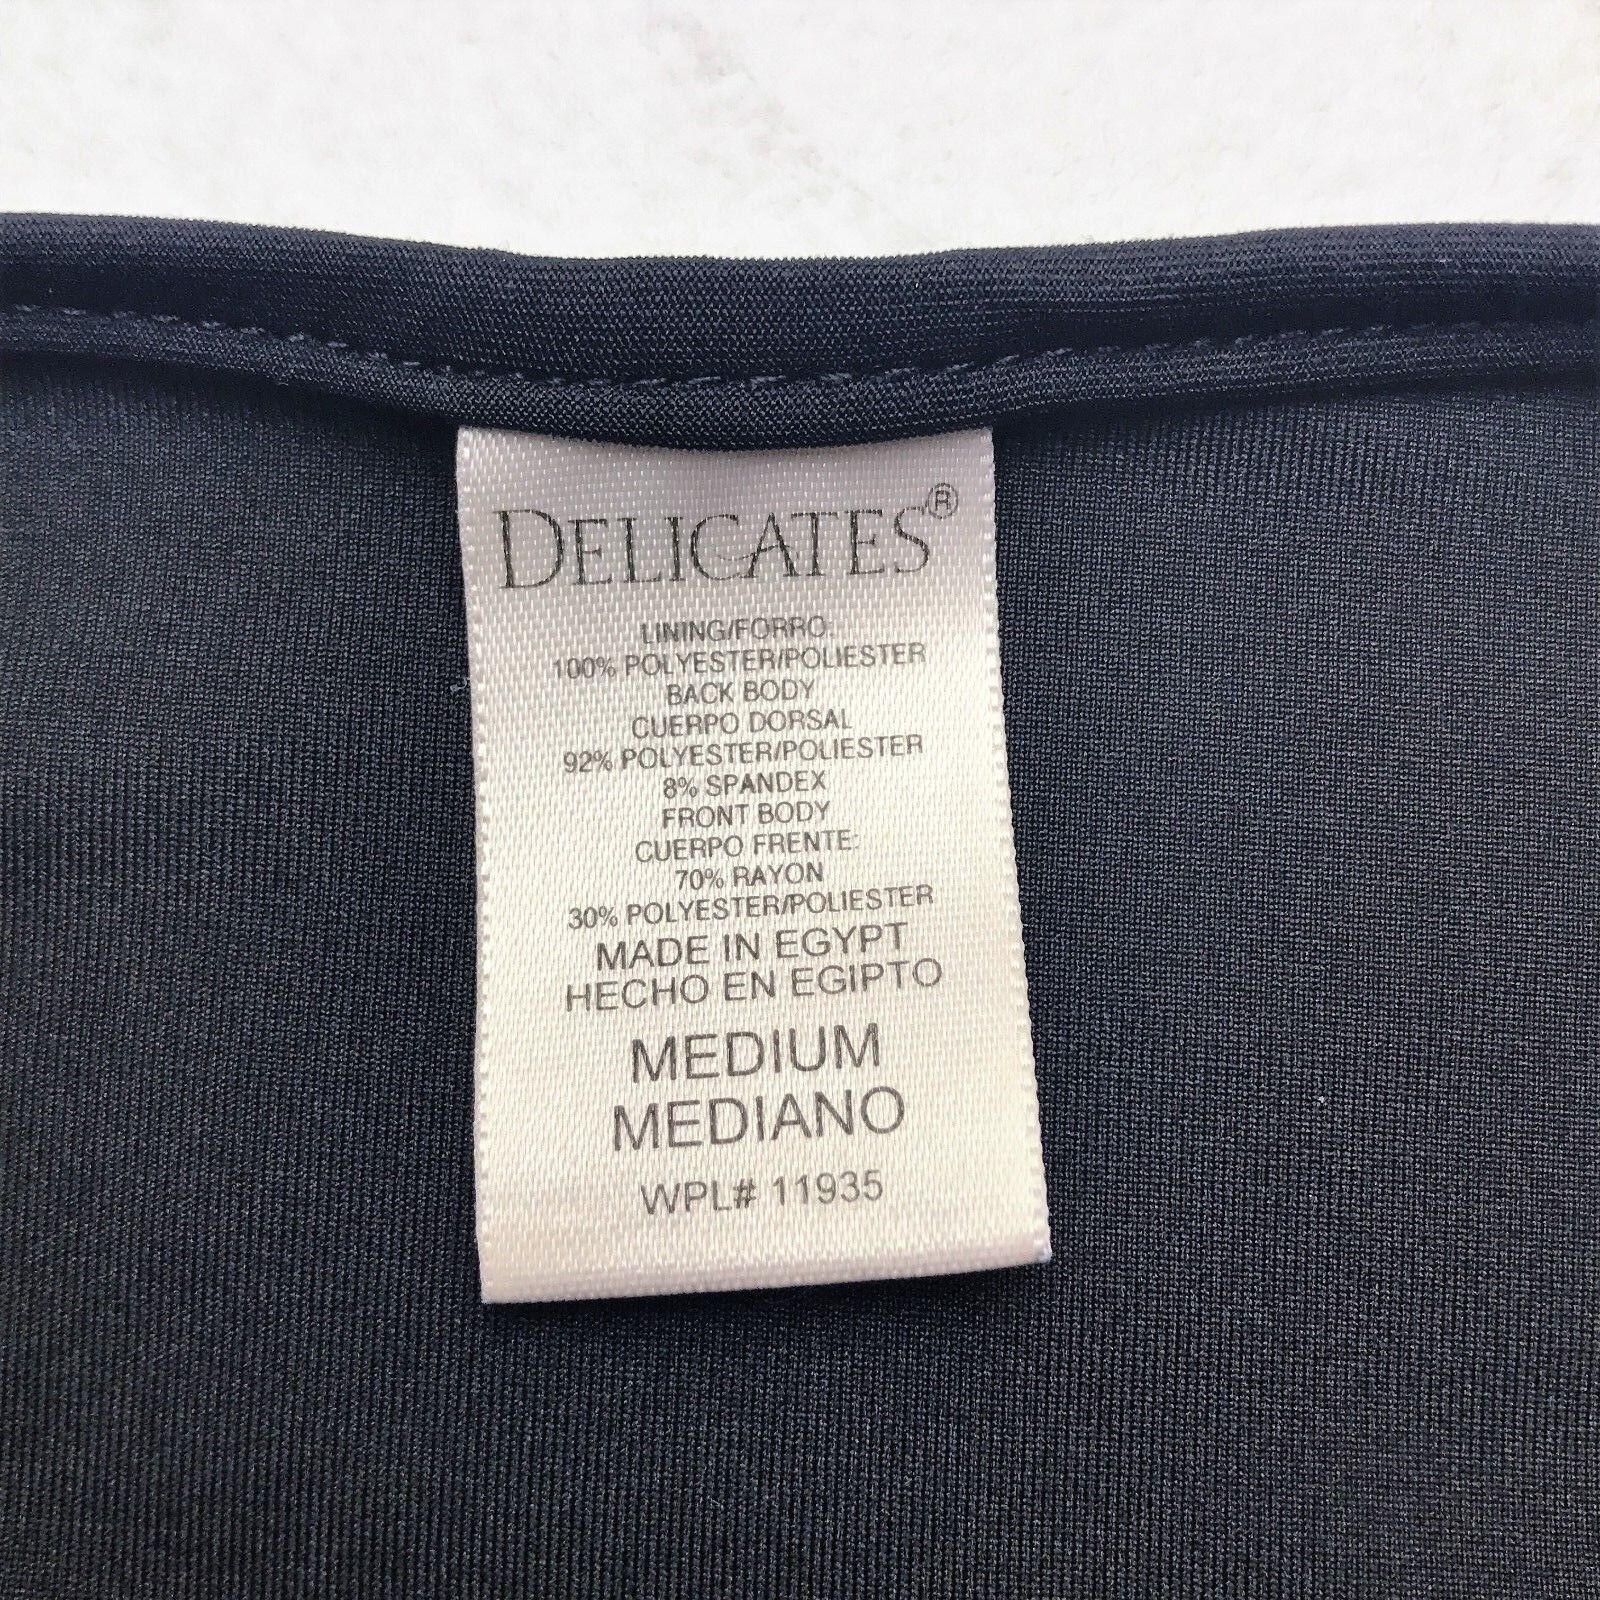 DELICATES®
LINING/FORRO:
100% POLYESTER/POLIESTER
BACK BODY
CUERPO DORSAL
92% POLYESTER/POLIESTER
8% SPANDEX
FRONT BODY
CUERPO FRENTE:
70% RAYON
30% POLYESTER/POLIESTER
MADE IN EGYPT
HECHO EN EGIPTO
MEDIUM
MEDIANO
WPL# 11935